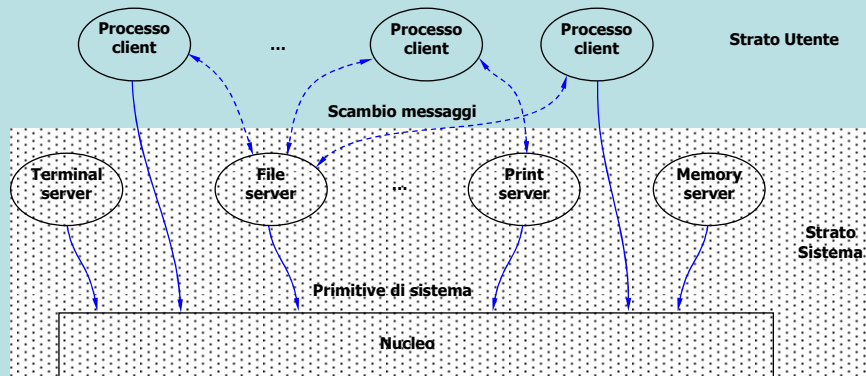 Processo
client
...
Processo
client
Processo
client
Strato Utente
Scambio messaggi
Terminal
server
File
server
...
Print
server
Memory
server
Strato
Sistema
Primitive di sistema
Nucleo